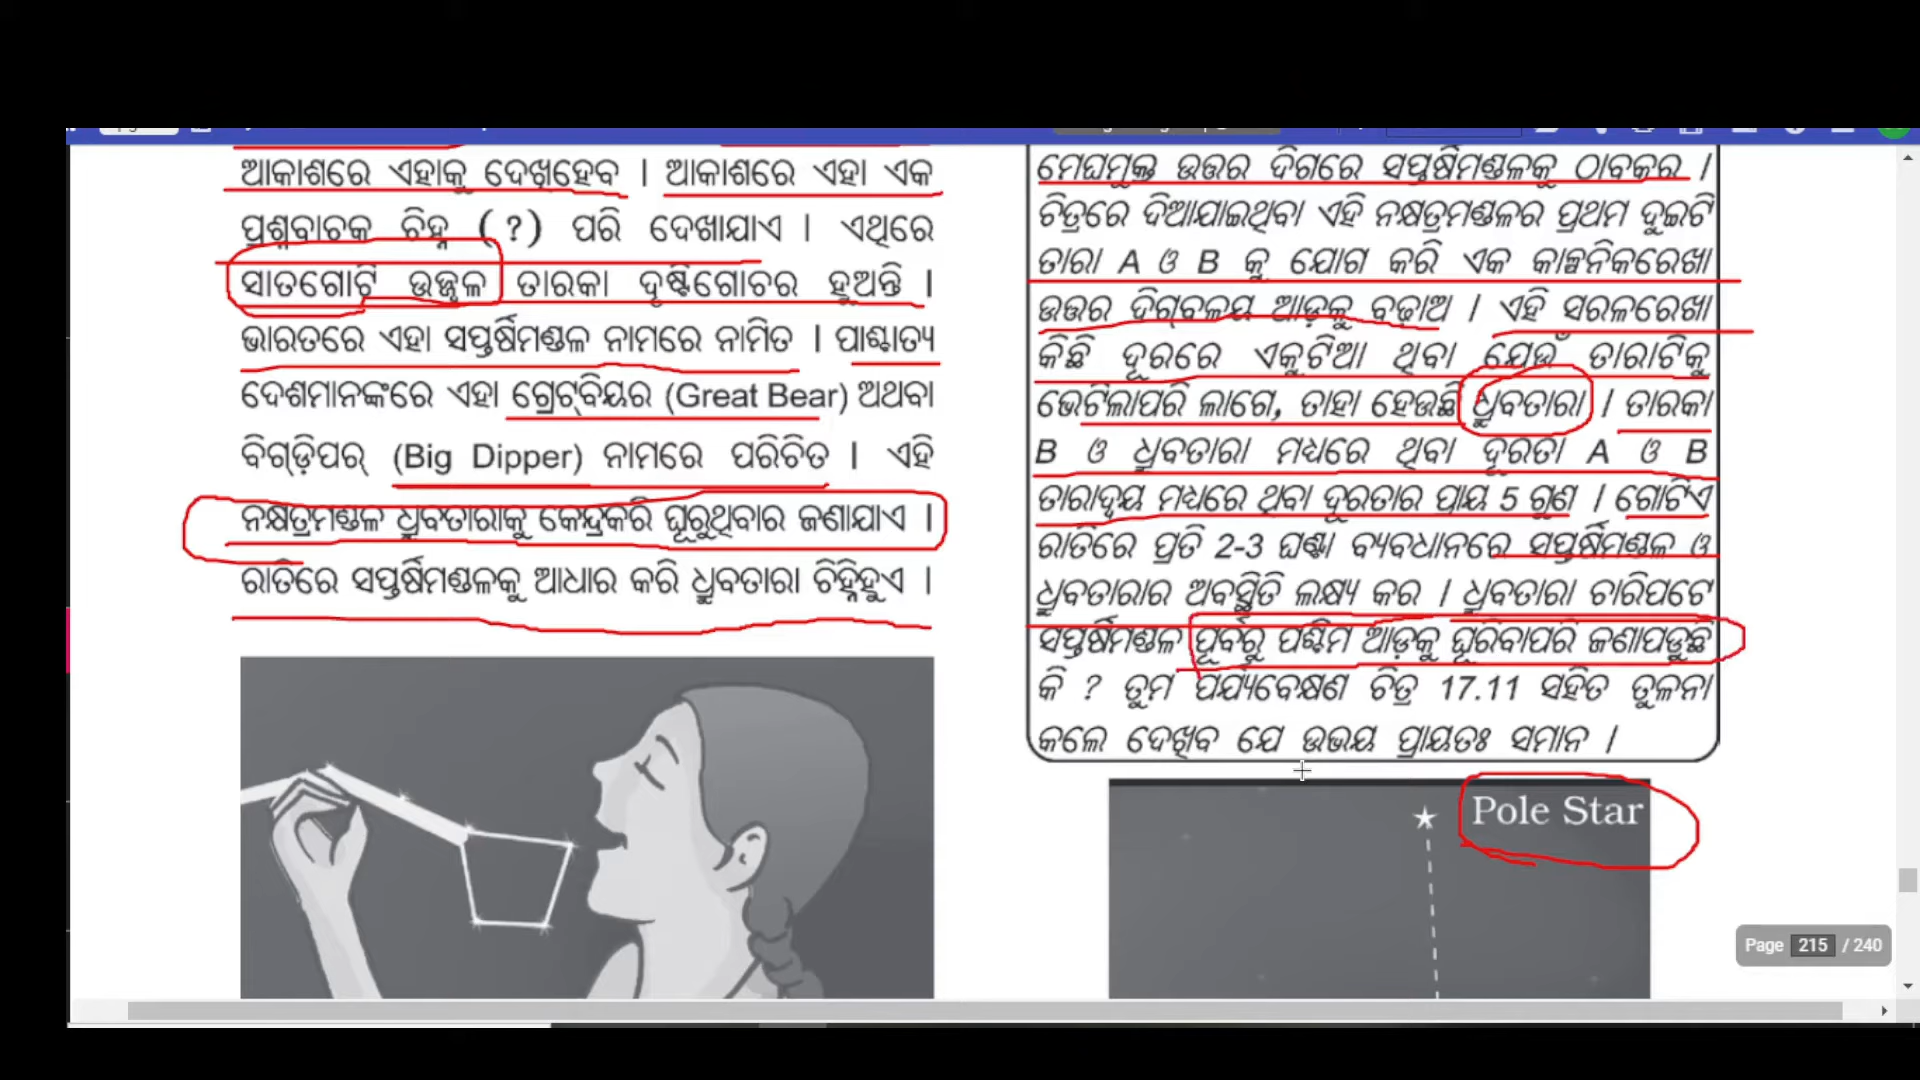 ଆକାଶରେ ଏହାକୁ ଦେଖିହେବ । ଆକାଶରେ ଏହା ଏକ
ପ୍ରଶ୍ନବାଚକ ଚିହ୍ନ (?) ପରି ଦେଖାଯାଏ । ଏଥିରେ
ସାତଗୋଟି ଉଜ୍ଜ୍ୱଳ ତାରକା ଦୃଷ୍ଟିଗୋଚର ହୁଅନ୍ତି ।
ଭାରତରେ ଏହା ସପ୍ତର୍ଷିମଣ୍ଡଳ ନାମରେ ନାମିତ । ପାଶ୍ଚାତ୍ୟ
ଦେଶମାନଙ୍କରେ ଏହା ଗ୍ରେଟ୍‌ବିୟର (Great Bear) ଅଥବା
ବିଗ୍‌ଡ଼ିପର୍ (Big Dipper) ନାମରେ ପରିଚିତ । ଏହି
ନକ୍ଷତ୍ରମଣ୍ଡଳ ଧ୍ରୁବତାରାକୁ କେନ୍ଦ୍ରକରି ଘୂରୁଥିବାର ଜଣାଯାଏ ।
ରାତିରେ ସପ୍ତର୍ଷିମଣ୍ଡଳକୁ ଆଧାର କରି ଧ୍ରୁବତାରା ଚିହ୍ନିହୁଏ ।
ମେଘମୁକ୍ତ ଉତ୍ତର ଦିଗରେ ସପ୍ତର୍ଷିମଣ୍ଡଳକୁ ଠାବକର ।
ଚିତ୍ରରେ ଦିଆଯାଇଥିବା ଏହି ନକ୍ଷତ୍ରମଣ୍ଡଳର ପ୍ରଥମ ଦୁଇଟି
ତାରା A ଓ B କୁ ଯୋଗ କରି ଏକ କାଳ୍ପନିକରେଖା
ଉତ୍ତର ଦିଗ୍‌ବଳୟ ଆଡ଼କୁ ବଢ଼ାଅ । ଏହି ସରଳରେଖା
କିଛି ଦୂରରେ ଏକୁଟିଆ ଥିବା ଯେଉଁ ତାରାଟିକୁ
ଭେଟିଲାପରି ଲାଗେ, ତାହା ହେଉଛି ଧ୍ରୁବତାରା । ତାରକା
B ଓ ଧ୍ରୁବତାରା ମଧ୍ୟରେ ଥିବା ଦୂରତା A ଓ B
ତାରାଦ୍ୱୟ ମଧ୍ୟରେ ଥିବା ଦୂରତାର ପ୍ରାୟ 5 ଗୁଣ । ଗୋଟିଏ
ରାତିରେ ପ୍ରତି 2-3 ଘଣ୍ଟା ବ୍ୟବଧାନରେ ସପ୍ତର୍ଷିମଣ୍ଡଳ ଓ
ଧ୍ରୁବତାରାର ଅବସ୍ଥିତି ଲକ୍ଷ୍ୟ କର । ଧ୍ରୁବତାରା ଚାରିପଟେ
ସପ୍ତର୍ଷିମଣ୍ଡଳ ପୂର୍ବରୁ ପଶ୍ଚିମ ଆଡ଼କୁ ଘୂରିବାପରି ଜଣାପଡୁଛି
କି ? ତୁମ ପର୍ଯ୍ୟବେକ୍ଷଣ ଚିତ୍ର 17.11 ସହିତ ତୁଳନା
କଲେ ଦେଖିବ ଯେ ଉଭୟ ପ୍ରାୟତଃ ସମାନ ।
Pole Star
Page 215 / 240